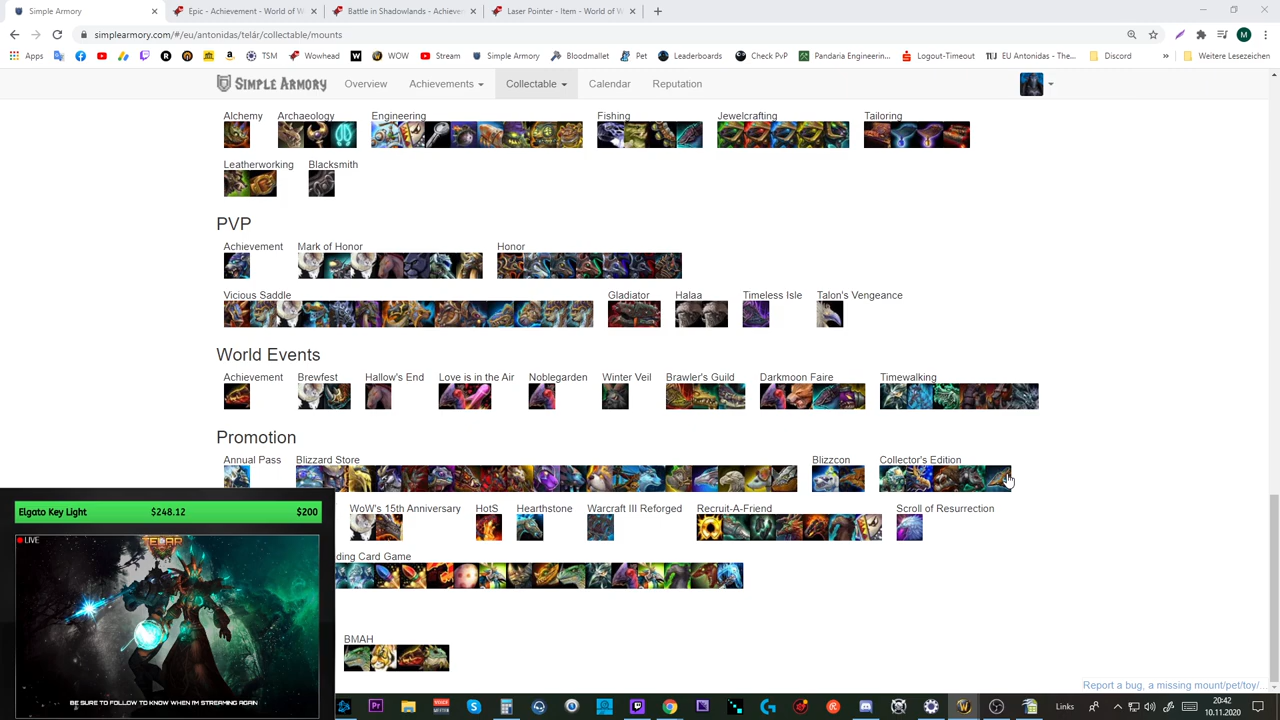 Simple Armory
Epic - Achievement - World of W
Battle in Shadowlands - Achieve
Laser Pointer - Item - World of W
simplearmory.com/#/eu/antonidas/telár/collectable/mounts
M
Apps
TSM
Wowhead
WOW
Stream
Simple Armory
Bloodmallet
Pet
Leaderboards
Check PvP
Pandaria Engineerin...
Logout-Timeout
EU Antonidas - The...
Discord
»
Weitere Lesezeichen
SIMPLE ARMORY
Overview
Achievements
Collectable
Calendar
Reputation
Alchemy
Archaeology
Engineering
Fishing
Jewelcrafting
Tailoring
Leatherworking
Blacksmith
PVP
Achievement
Mark of Honor
Honor
Vicious Saddle
Gladiator
Halaa
Timeless Isle
Talon's Vengeance
World Events
Achievement
Brewfest
Hallow's End
Love is in the Air
Noblegarden
Winter Veil
Brawler's Guild
Darkmoon Faire
Timewalking
Promotion
Annual Pass
Blizzard Store
Blizzcon
Collector's Edition
WoW's 15th Anniversary
HotS
Hearthstone
Warcraft III Reforged
Recruit-A-Friend
Scroll of Resurrection
ding Card Game
BMAH
Elgato Key Light
$248.12
$200
LIVE
TELAR
BE SURE TO FOLLOW TO KNOW WHEN I'M STREAMING AGAIN
Report a bug, a missing mount/pet/toy/...
Links
20:42
10.11.2020